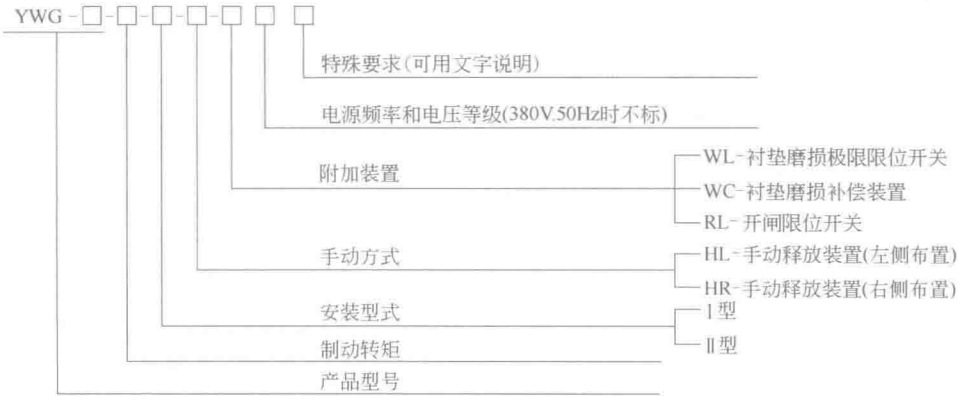 YWG-□-□-□-□-□ □ □
特殊要求(可用文字说明)
电源频率和电压等级(380V.50Hz时不标)
附加装置
WL-衬垫磨损极限限位开关
WC-衬垫磨损补偿装置
RL-开闸限位开关
手动方式
HL-手动释放装置(左侧布置)
HR-手动释放装置(右侧布置)
安装型式
Ⅰ型
Ⅱ型
制动转矩
产品型号